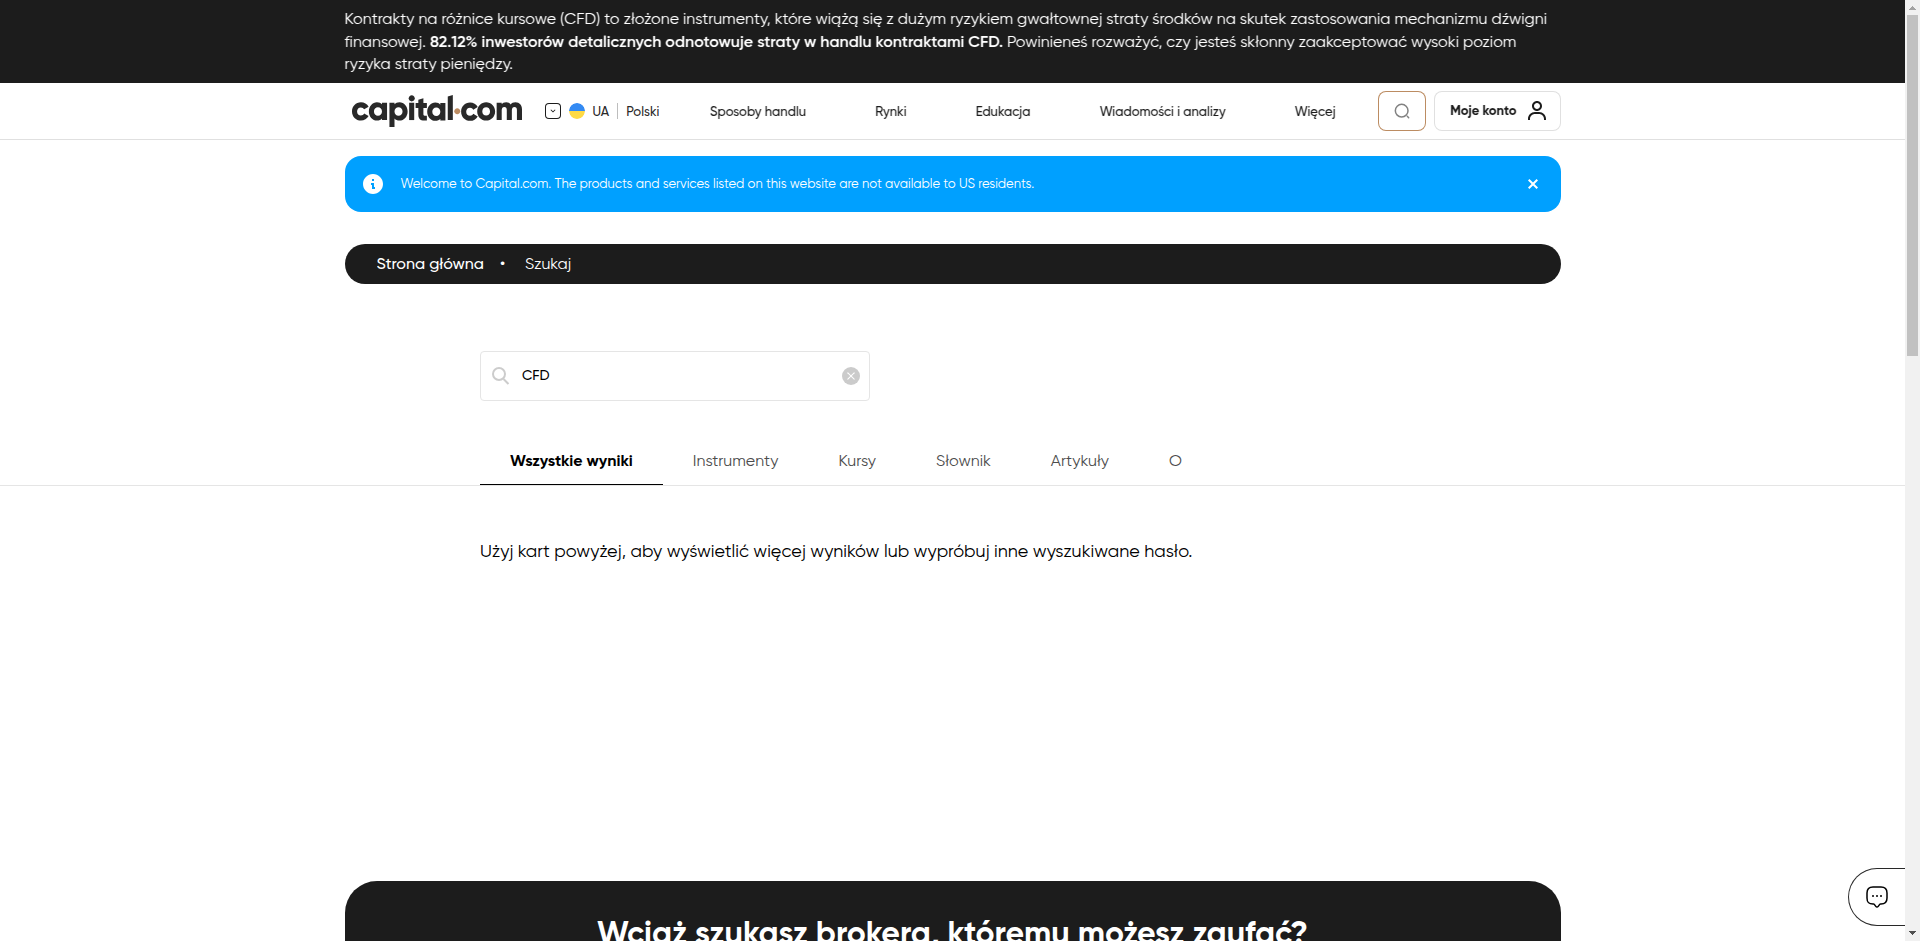 Kontrakty na różnice kursowe (CFD) to złożone instrumenty, które wiążą się z dużym ryzykiem gwałtownej straty środków na skutek zastosowania mechanizmu dźwigni
finansowej. 82.12% inwestorów detalicznych odnotowuje straty w handlu kontraktami CFD. Powinieneś rozważyć, czy jesteś skłonny zaakceptować wysoki poziom
ryzyka straty pieniędzy.
capital.com UA Polski Sposoby handlu Rynki Edukacja Wiadomości i analizy Więcej Moje konto
Welcome to Capital.com. The products and services listed on this website are not available to US residents.
Strona główna • Szukaj
CFD
Wszystkie wyniki Instrumenty Kursy Słownik Artykuły O
Użyj kart powyżej, aby wyświetlić więcej wyników lub wypróbuj inne wyszukiwane hasło.
Wciąż szukasz brokera, któremu możesz zaufać?